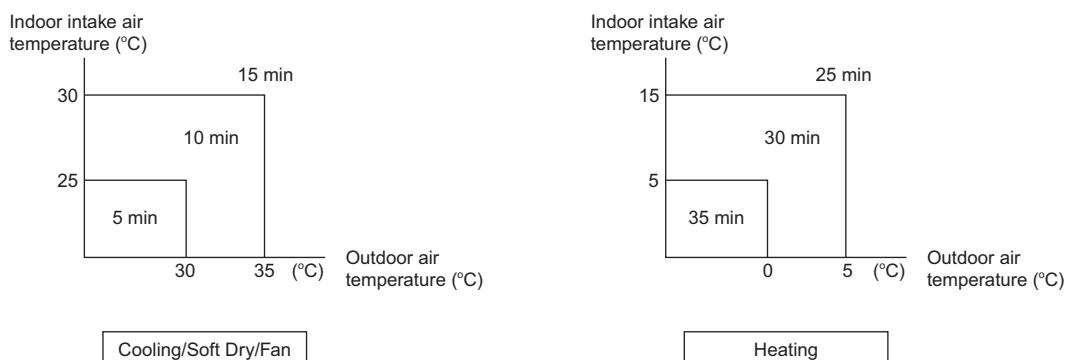 Indoor intake air
temperature (°C)
15 min
30
10 min
25
5 min
30 35 (°C)
Outdoor air
temperature (°C)
Cooling/Soft Dry/Fan
Indoor intake air
temperature (°C)
25 min
15
30 min
5
35 min
0 5 (°C)
Outdoor air
temperature (°C)
Heating